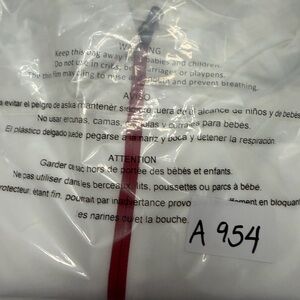 WARNING
Keep this bag away from babies and children.
Do not use in cribs, beds, carriages or playpens.
The thin film may cling to nose and mouth and prevent breathing.
AVISO
a evitar el peligro de asfixia mantener siempre fuera del alcance de niños y de bebés
No usar en cunas, camas, carriolas y corrales para bebés.
El plástico delgado puede pegarse a la nariz y boca y detener la respiración.
ATTENTION
Garder ce sac hors de portée des bébés et enfants.
Ne pas utiliser dans les berceaux, lits, poussettes ou parcs à bébé.
protecteur étant fin, pourrait par inadvertance provo ffement en bloquant
es narines ou et la bouche.
A 954